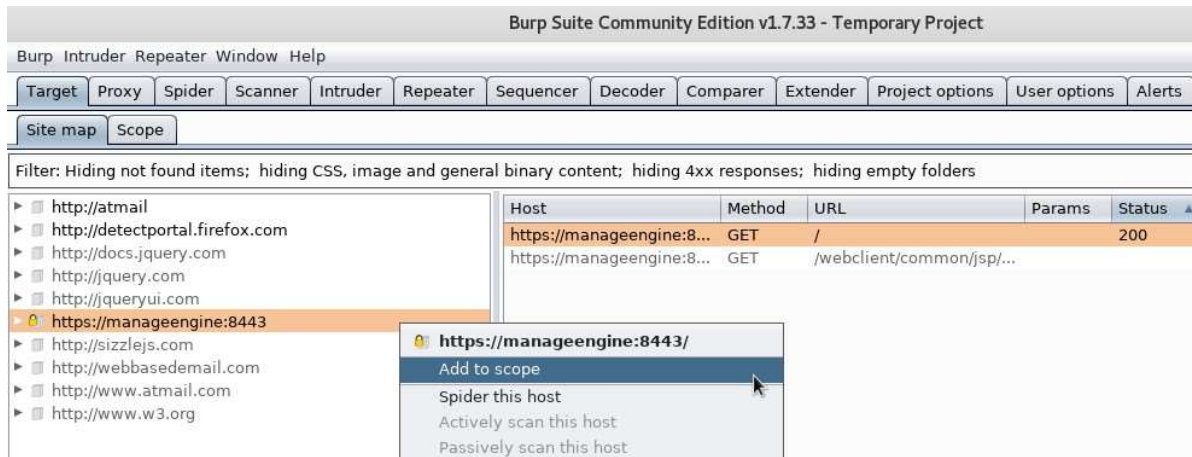 Burp Suite Community Edition v1.7.33 - Temporary Project
Burp Intruder Repeater Window Help
Target Proxy Spider Scanner Intruder Repeater Sequencer Decoder Comparer Extender Project options User options Alerts
Site map Scope
Filter: Hiding not found items; hiding CSS, image and general binary content; hiding 4xx responses; hiding empty folders
http://atmail
http://detectportal.firefox.com
http://docs.jquery.com
http://jquery.com
http://jqueryui.com
https://manageengine:8443
http://sizzlejs.com
http://webbasedemail.com
http://www.atmail.com
http://www.w3.org
Host Method URL Params Status
https://manageengine:8... GET / 200
https://manageengine:8... GET /webclient/common/jsp/...
https://manageengine:8443/
Add to scope
Spider this host
Actively scan this host
Passively scan this host